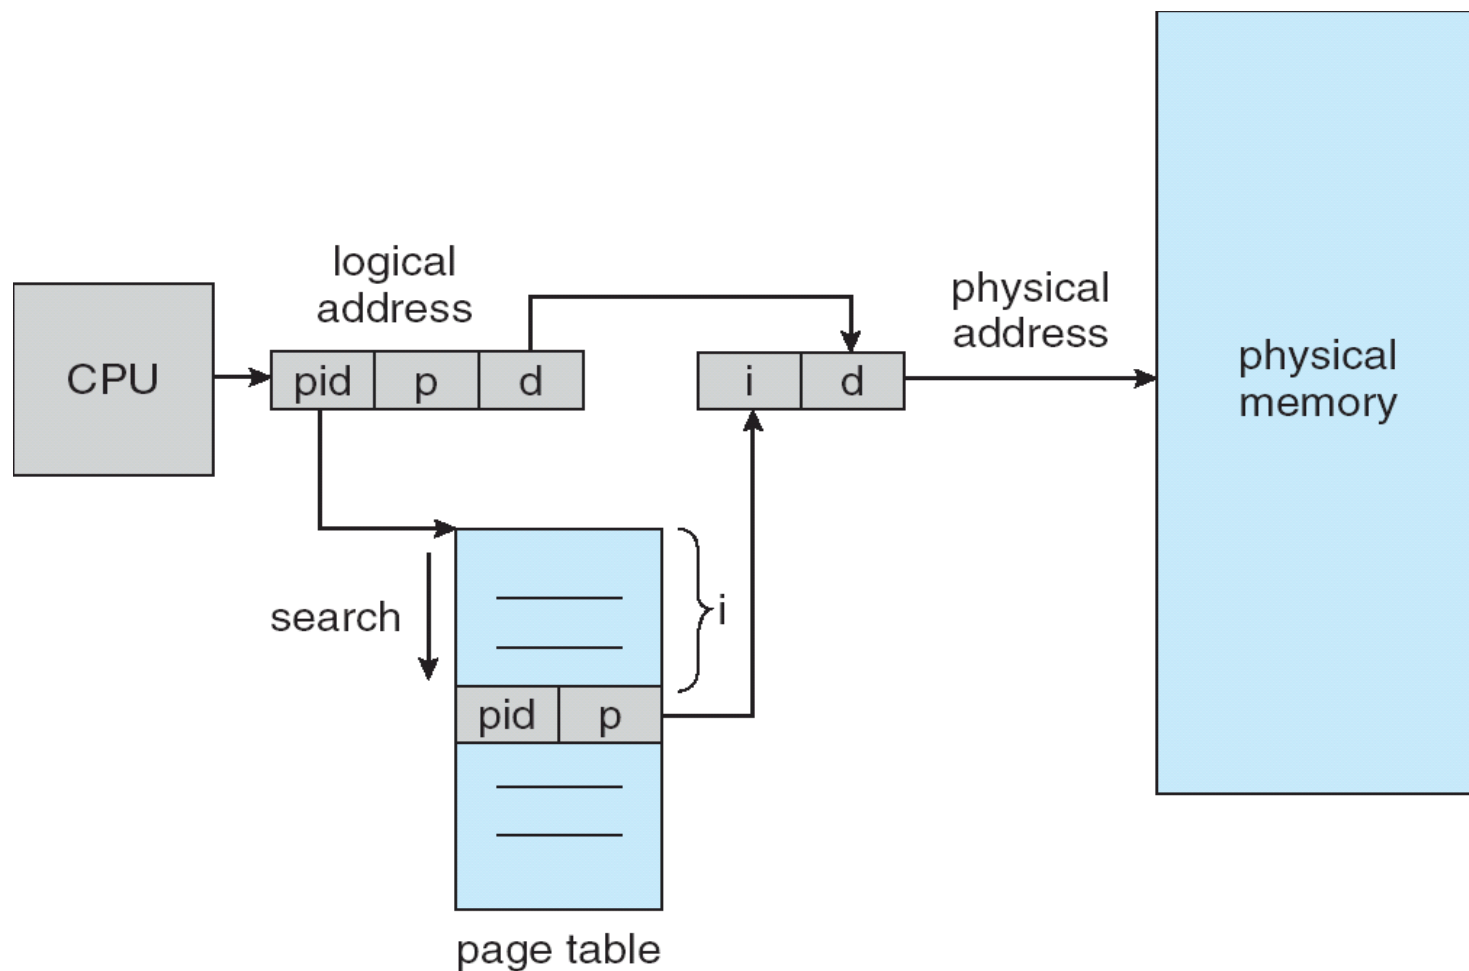 logical
address
CPU
pid p d
i d
physical
address
physical
memory
search
i
pid p
page table